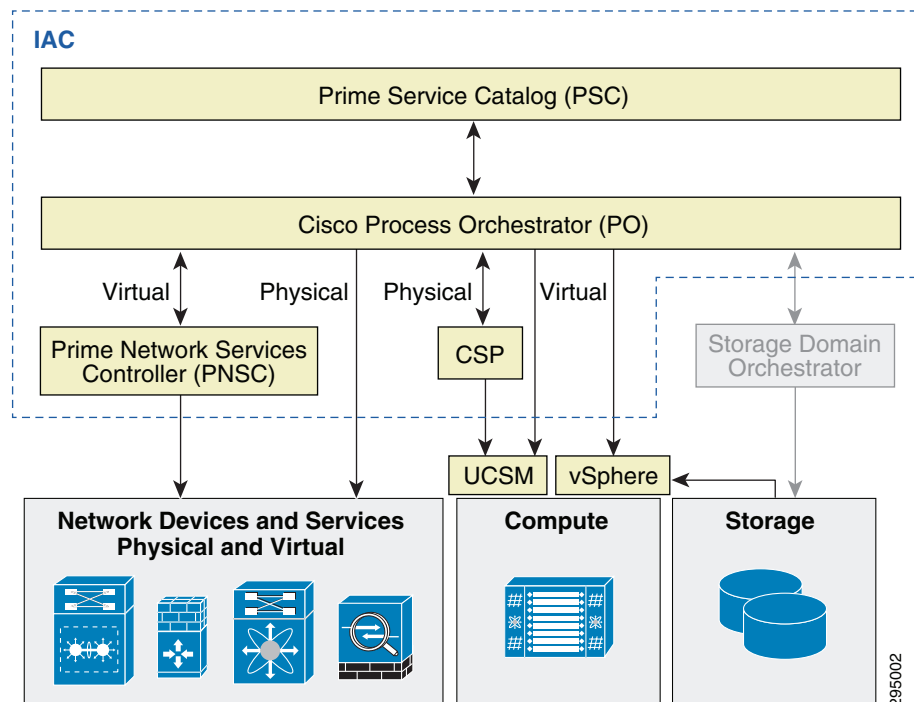 IAC
Prime Service Catalog (PSC)
Cisco Process Orchestrator (PO)
Virtual
Physical
Physical
Virtual
Prime Network Services
Controller (PNSC)
CSP
Storage Domain
Orchestrator
UCSM
vSphere
Network Devices and Services
Physical and Virtual
Compute
Storage
295002